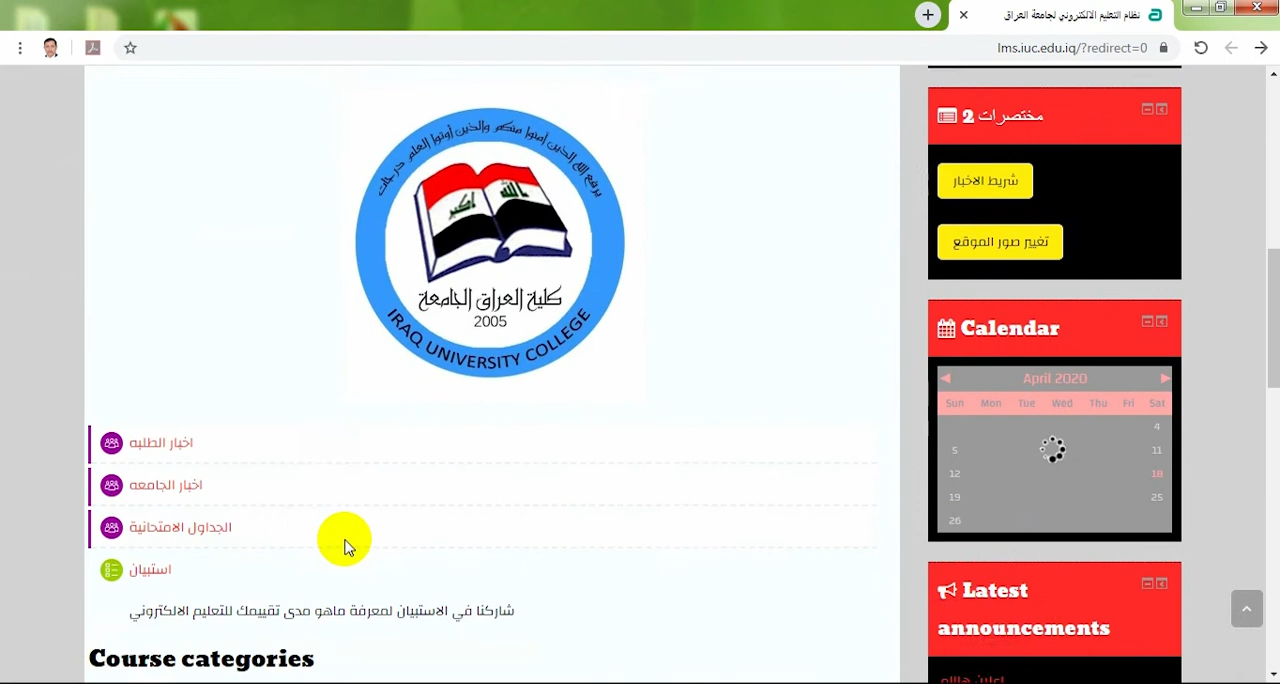 نظام التعليم الالكتروني لجامعة العراق
lms.iuc.edu.iq/?redirect=0
يرفع الله الذين آمنوا منكم والذين أوتوا العلم درجات
الله
اكبر
كلية العراق الجامعة
2005
IRAQ UNIVERSITY COLLEGE
اخبار الطلبه
اخبار الجامعه
الجداول الامتحانية
استبيان
شاركنا في الاستبيان لمعرفة ماهو مدى تقييمك للتعليم الالكتروني
Course categories
مختصرات 2
شريط الاخبار
تغيير صور الموقع
Calendar
April 2020
Sun Mon Tue Wed Thu Fri Sat
4
5 11
12 18
19 25
26
Latest
announcements